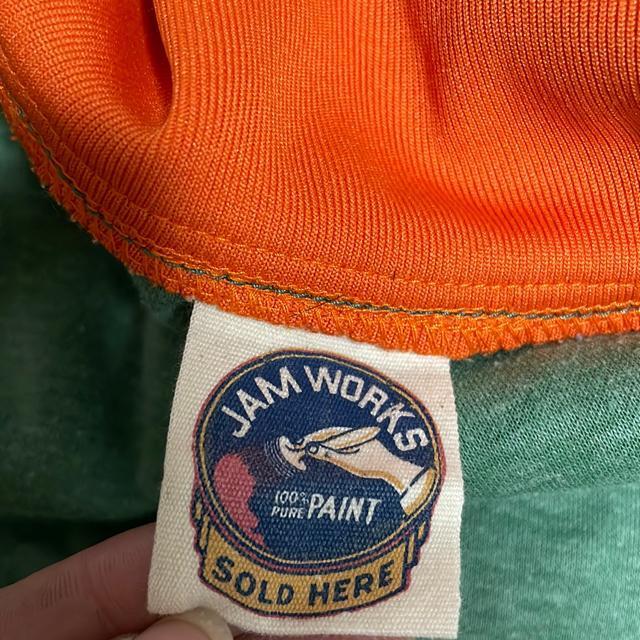 JAM WORKS
100%
PURE PAINT
SOLD HERE